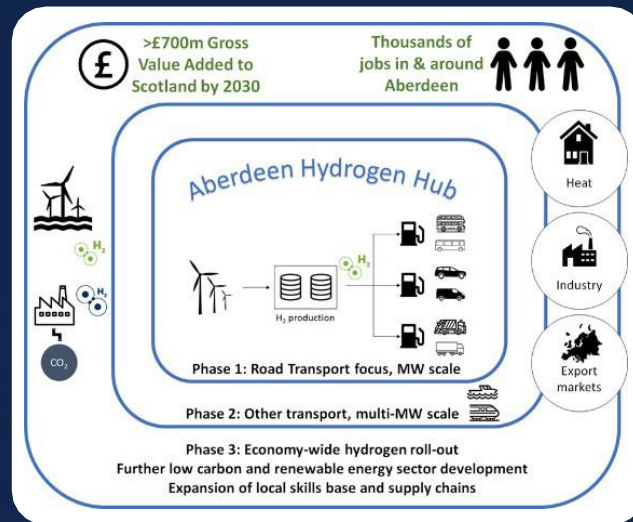 £
>£700m Gross
Value Added to
Scotland by 2030
Thousands of
jobs in & around
Aberdeen
Aberdeen Hydrogen Hub
Heat
H₂
H₂
H₂
H₂ production
Industry
CO₂
Export
markets
Phase 1: Road Transport focus, MW scale
Phase 2: Other transport, multi-MW scale
Phase 3: Economy-wide hydrogen roll-out
Further low carbon and renewable energy sector development
Expansion of local skills base and supply chains